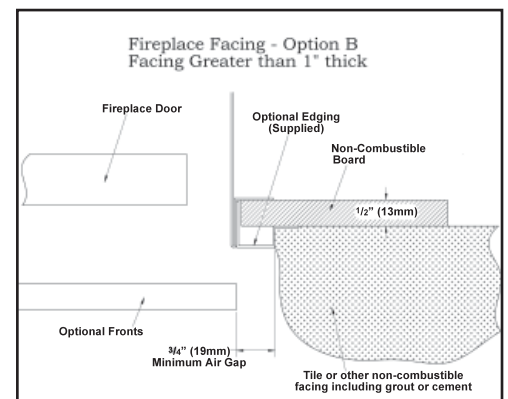 Fireplace Facing - Option B
Facing Greater than 1" thick
Fireplace Door
Optional Edging
(Supplied)
Non-Combustible
Board
1/2" (13mm)
Optional Fronts
3/4" (19mm)
Minimum Air Gap
Tile or other non-combustible
facing including grout or cement